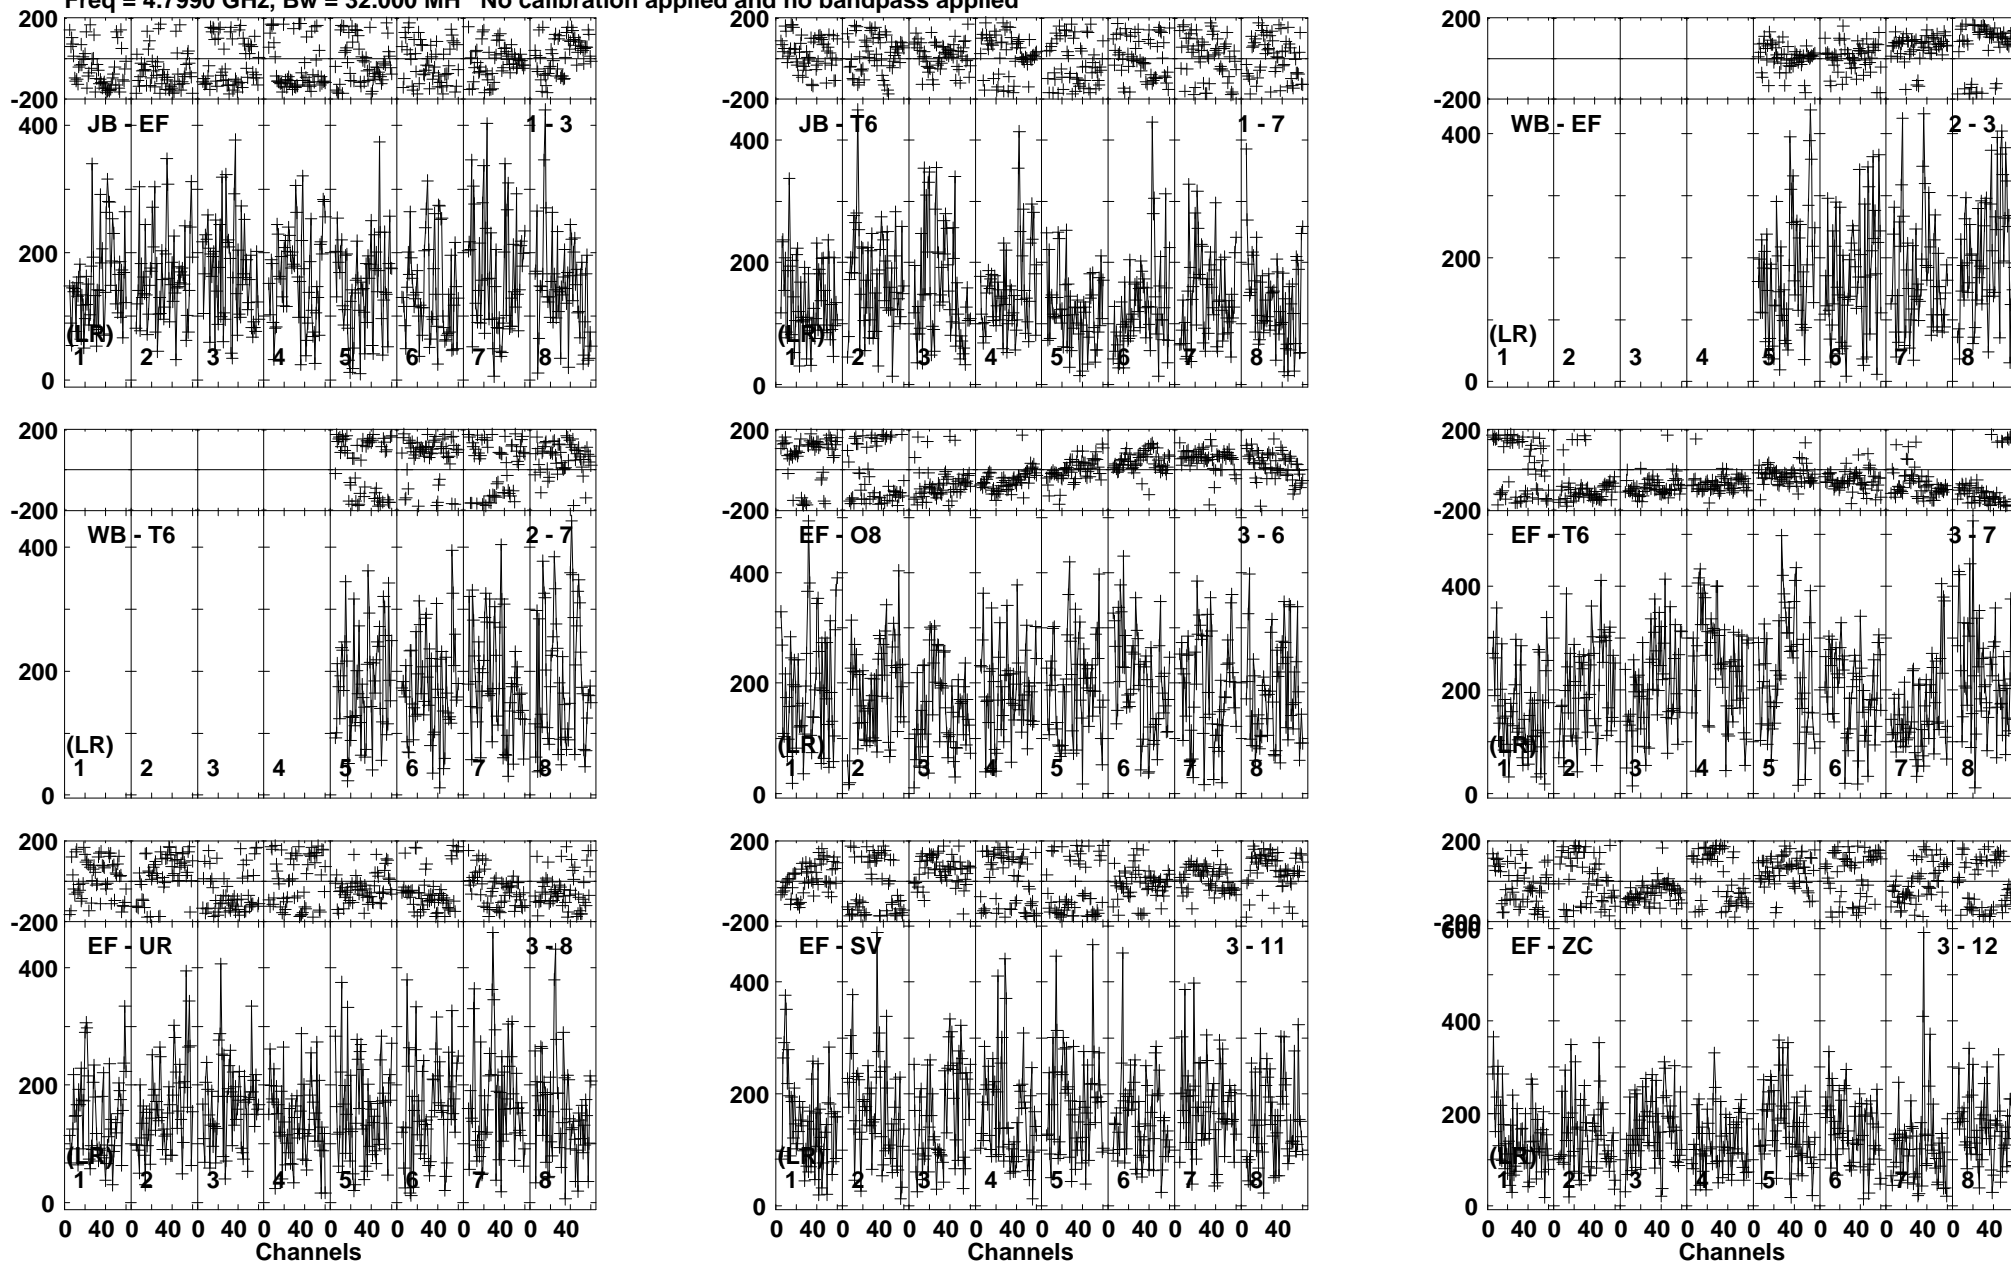 Freq = 4.7990 GHz, Bw = 32.000 MH No calibration applied and no bandpass applied
200
-200
JB - EF 1 - 3
400
200
(LR)
1 2 3 4 5 6 7 8
0
200
-200
JB - T6 1 - 7
400
200
(LR)
1 2 3 4 5 6 7 8
0
200
-200
WB - EF 2 - 3
400
200
(LR)
1 2 3 4 5 6 7 8
0
200
-200
WB - T6 2 - 7
400
200
(LR)
1 2 3 4 5 6 7 8
0
200
-200
EF - O8 3 - 6
400
200
(LR)
1 2 3 4 5 6 7 8
0
200
-200
EF - T6 3 - 7
400
200
(LR)
1 2 3 4 5 6 7 8
0
200
-200
EF - UR 3 - 8
400
200
(LR)
1 2 3 4 5 6 7 8
0
0 40 0 40 0 40 0 40 0 40 0 40 0 40 0 40
Channels
200
-200
EF - SV 3 - 11
400
200
(LR)
1 2 3 4 5 6 7 8
0
0 40 0 40 0 40 0 40 0 40 0 40 0 40 0 40
Channels
200
-200
600
EF - ZC 3 - 12
400
200
(LR)
1 2 3 4 5 6 7 8
0
0 40 0 40 0 40 0 40 0 40 0 40 0 40 0 40
Channels